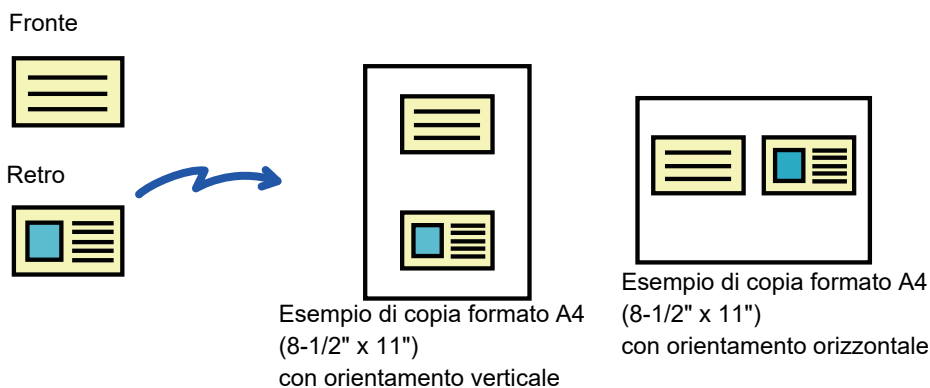 Fronte
Retro
Esempio di copia formato A4
(8-1/2" x 11")
con orientamento verticale
Esempio di copia formato A4
(8-1/2" x 11")
con orientamento orizzontale